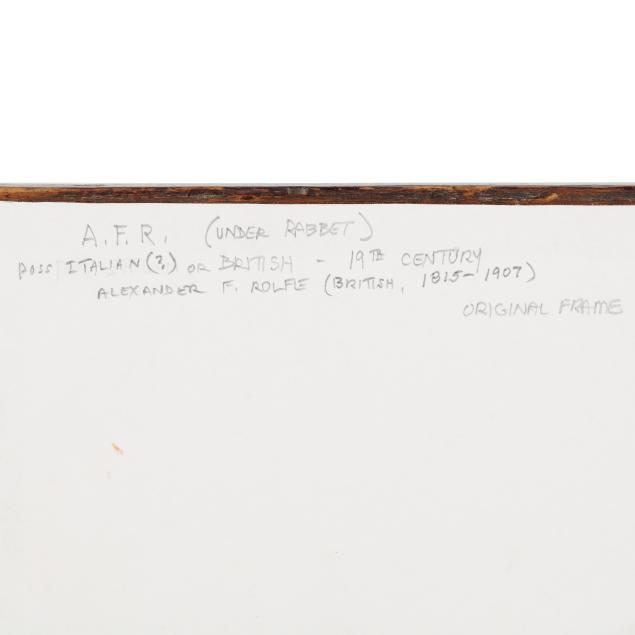 A.F.R. (UNDER RABBET)
POSS ITALIAN(?) OR BRITISH - 19TH CENTURY
ALEXANDER F. ROLFE (BRITISH, 1815-1907)
ORIGINAL FRAME